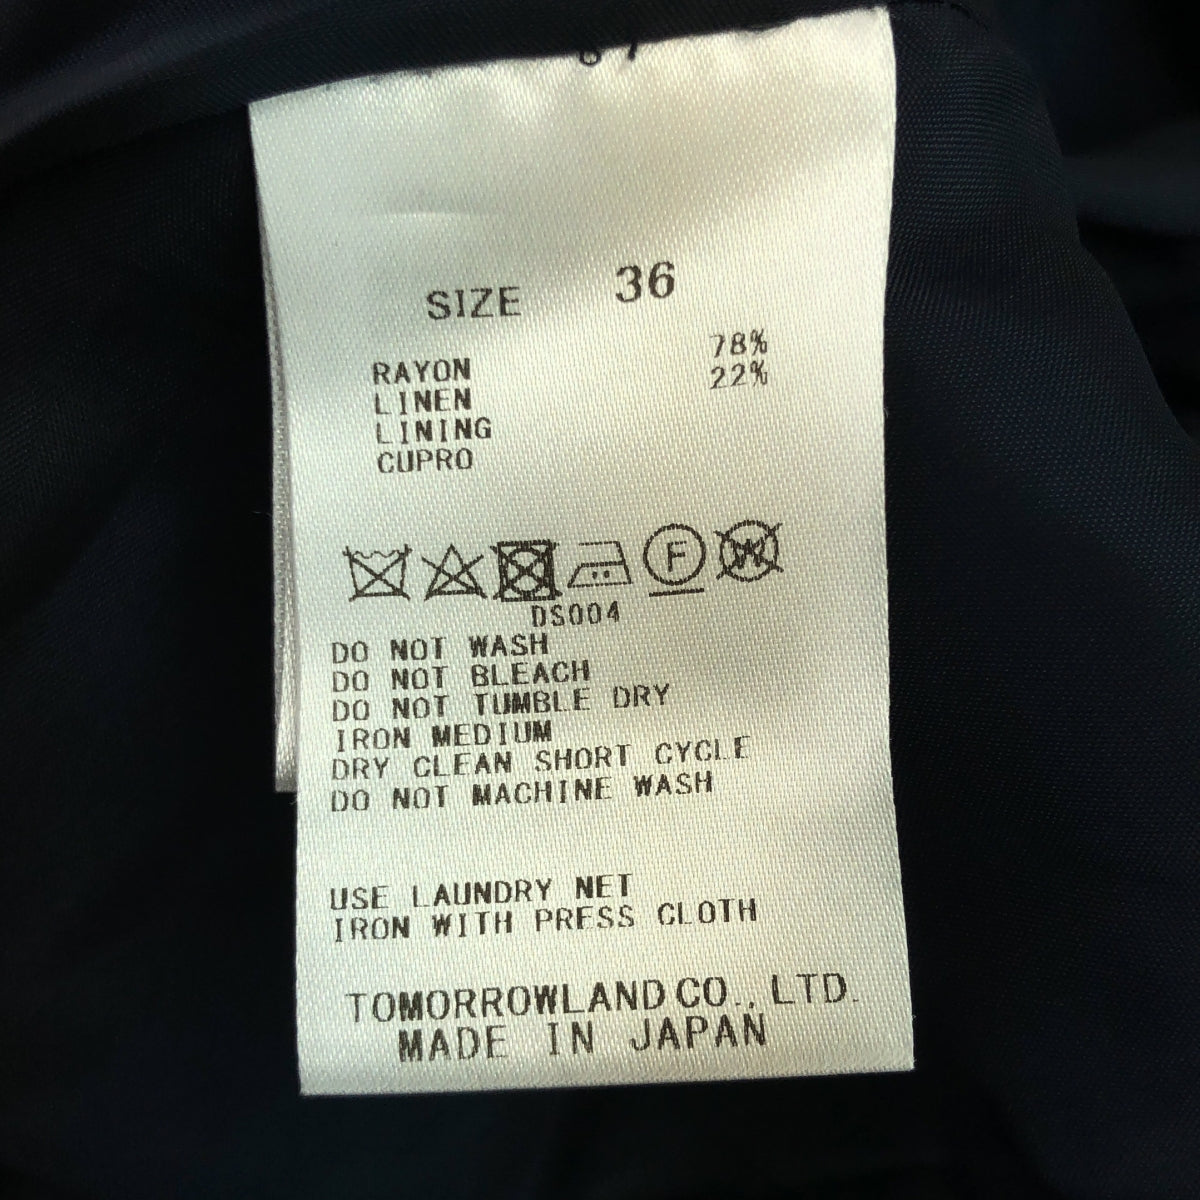 SIZE 36
RAYON 78%
LINEN 22%
LINING
CUPRO
F
W
DS004
DO NOT WASH
DO NOT BLEACH
DO NOT TUMBLE DRY
IRON MEDIUM
DRY CLEAN SHORT CYCLE
DO NOT MACHINE WASH
USE LAUNDRY NET
IRON WITH PRESS CLOTH
TOMORROWLAND CO., LTD.
MADE IN JAPAN